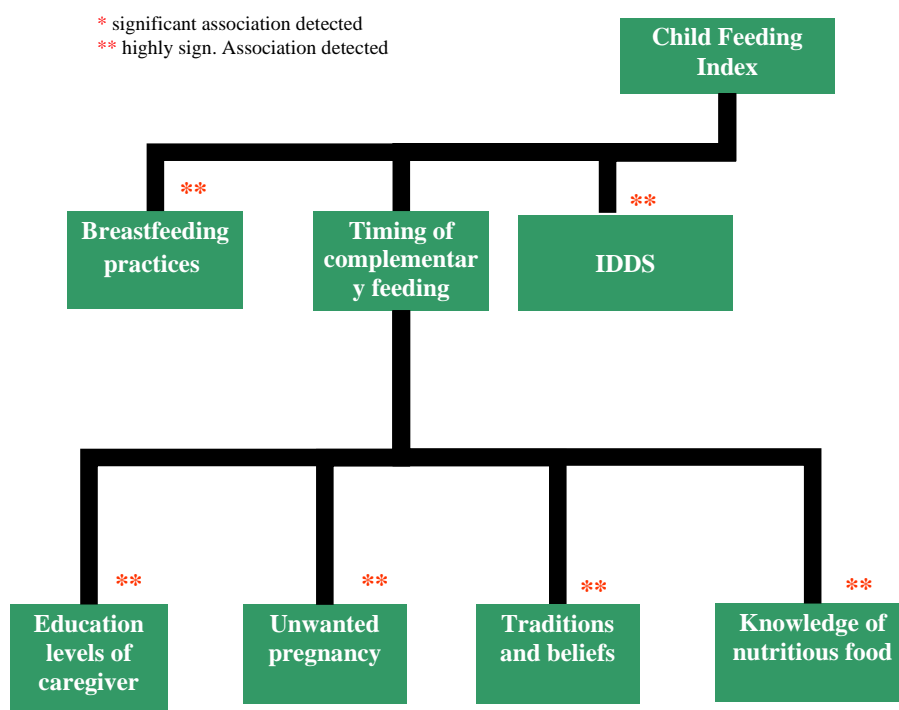 * significant association detected
** highly sign. Association detected
Child Feeding
Index
**
**
Breastfeeding
practices
Timing of
complementar
y feeding
IDDS
**
**
**
**
Education
levels of
caregiver
Unwanted
pregnancy
Traditions
and beliefs
Knowledge of
nutritious food